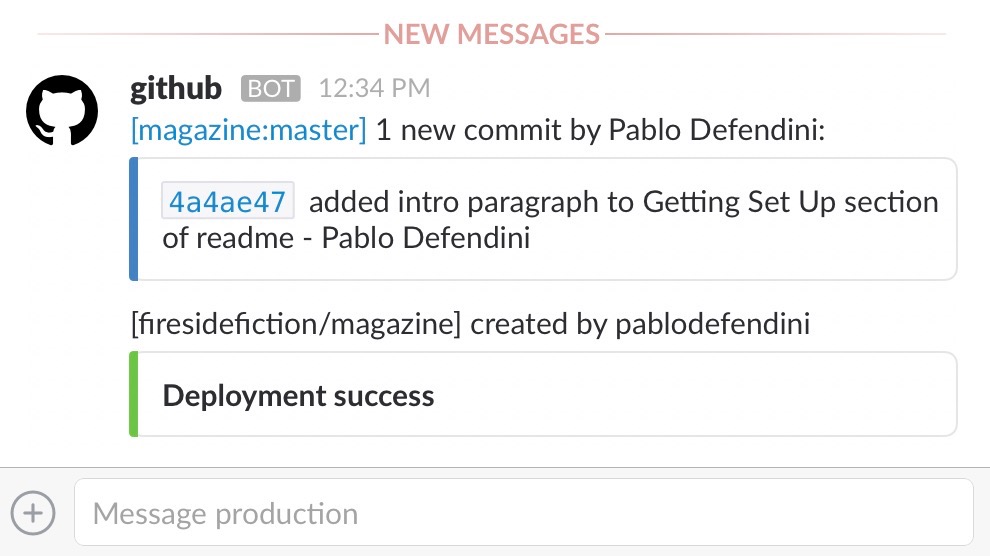 NEW MESSAGES
github BOT 12:34 PM
[magazine:master] 1 new commit by Pablo Defendini:
4a4ae47 added intro paragraph to Getting Set Up section
of readme - Pablo Defendini
[firesidefiction/magazine] created by pablodefendini
Deployment success
Message production